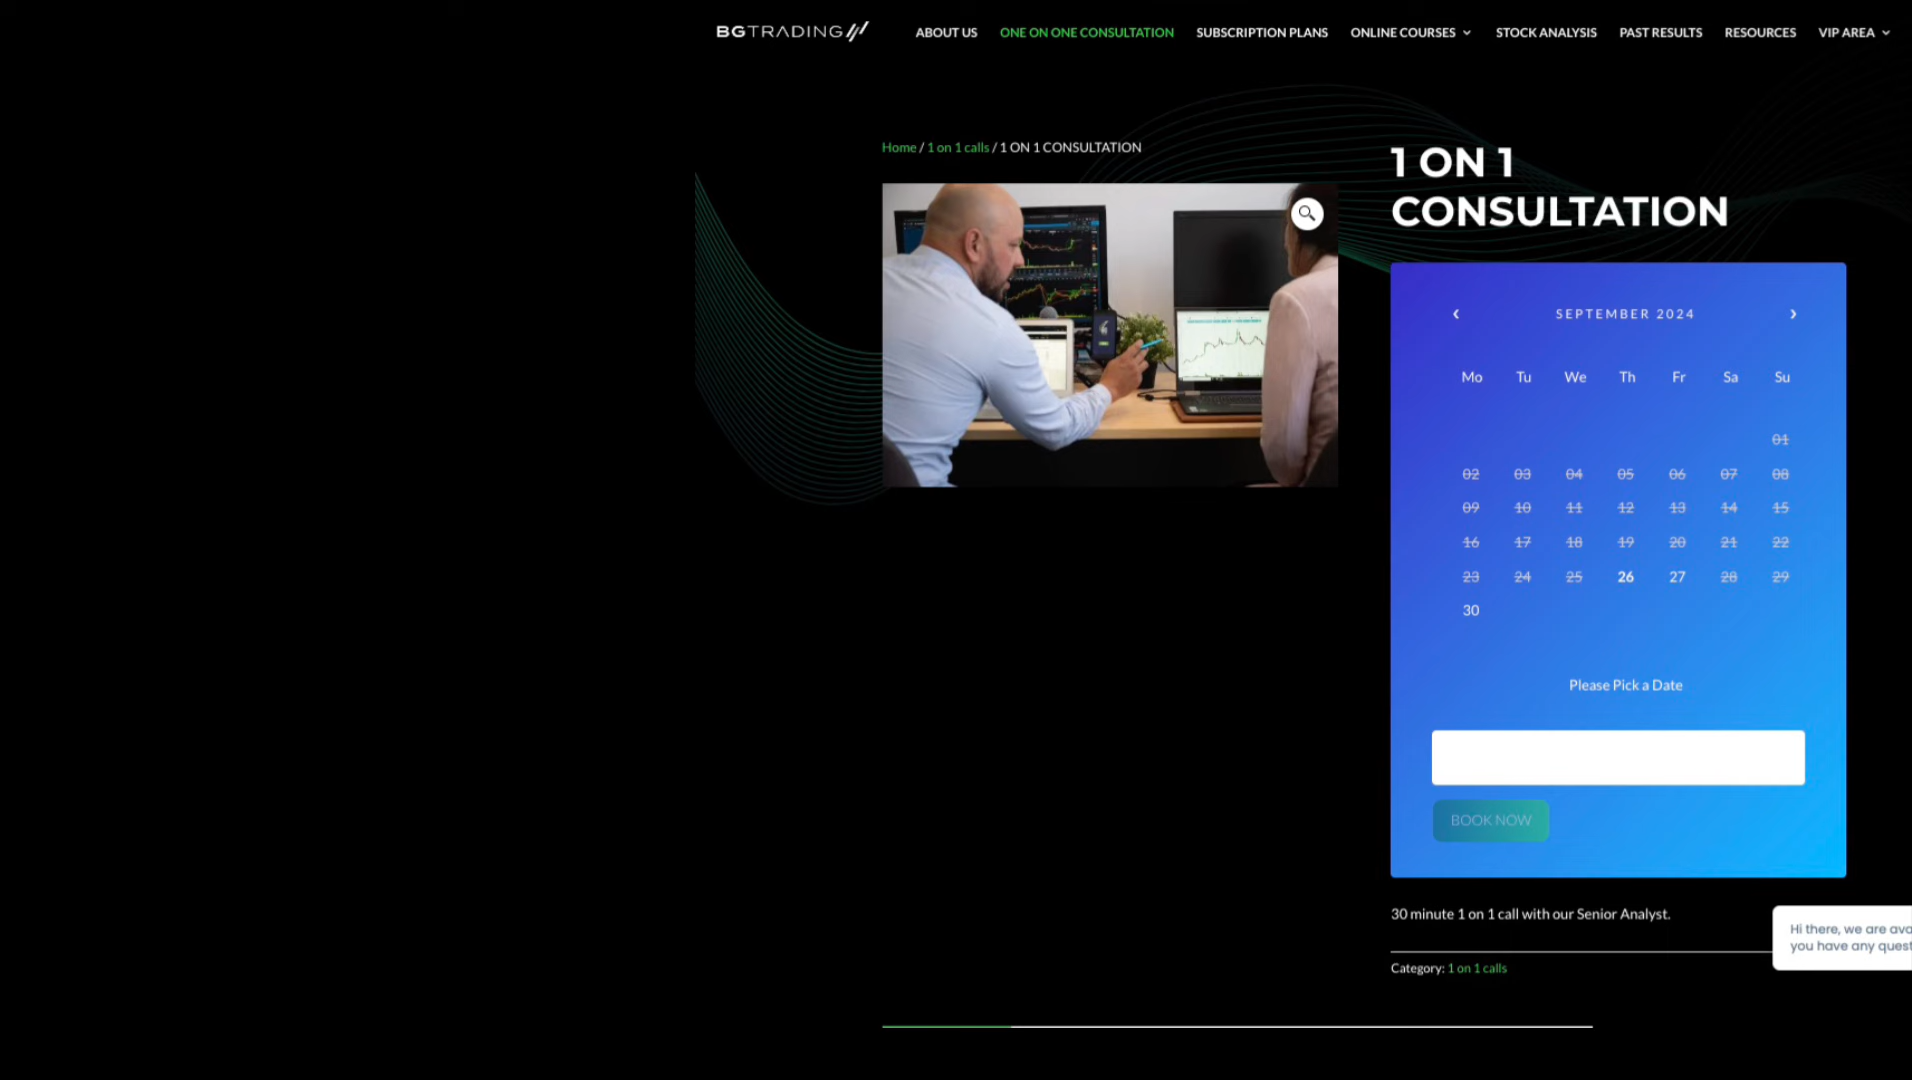 BGTRADING
ABOUT US
ONE ON ONE CONSULTATION
SUBSCRIPTION PLANS
ONLINE COURSES
STOCK ANALYSIS
PAST RESULTS
RESOURCES
VIP AREA
Home / 1 on 1 calls / 1 ON 1 CONSULTATION
1 ON 1
CONSULTATION
SEPTEMBER 2024
Mo Tu We Th Fr Sa Su
01
02 03 04 05 06 07 08
09 10 11 12 13 14 15
16 17 18 19 20 21 22
23 24 25 26 27 28 29
30
Please Pick a Date
BOOK NOW
30 minute 1 on 1 call with our Senior Analyst.
Category: 1 on 1 calls
Hi there, we are ava
you have any quest